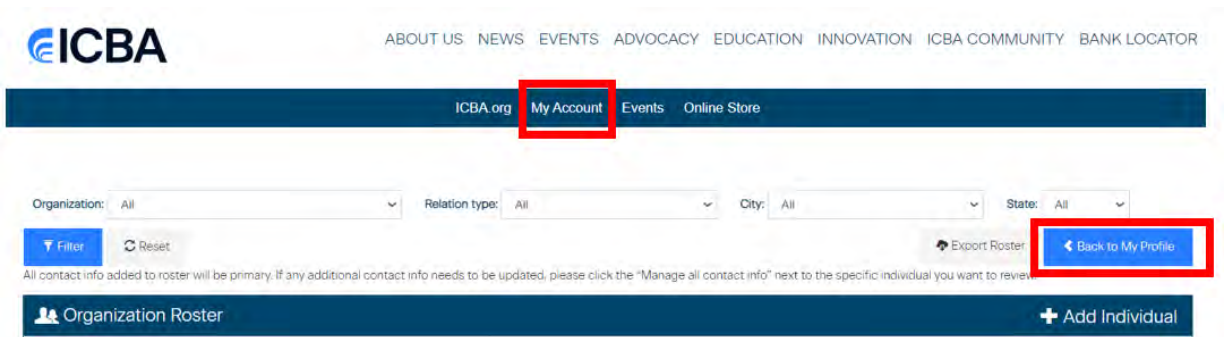 ICBA
ABOUT US NEWS EVENTS ADVOCACY EDUCATION INNOVATION ICBA COMMUNITY BANK LOCATOR
ICBA.org My Account Events Online Store
Organization: All Relation type: All City: All State: All
Filter Reset Export Roster Back to My Profile
All contact info added to roster will be primary. If any additional contact info needs to be updated, please click the "Manage all contact info" next to the specific individual you want to review.
Organization Roster Add Individual